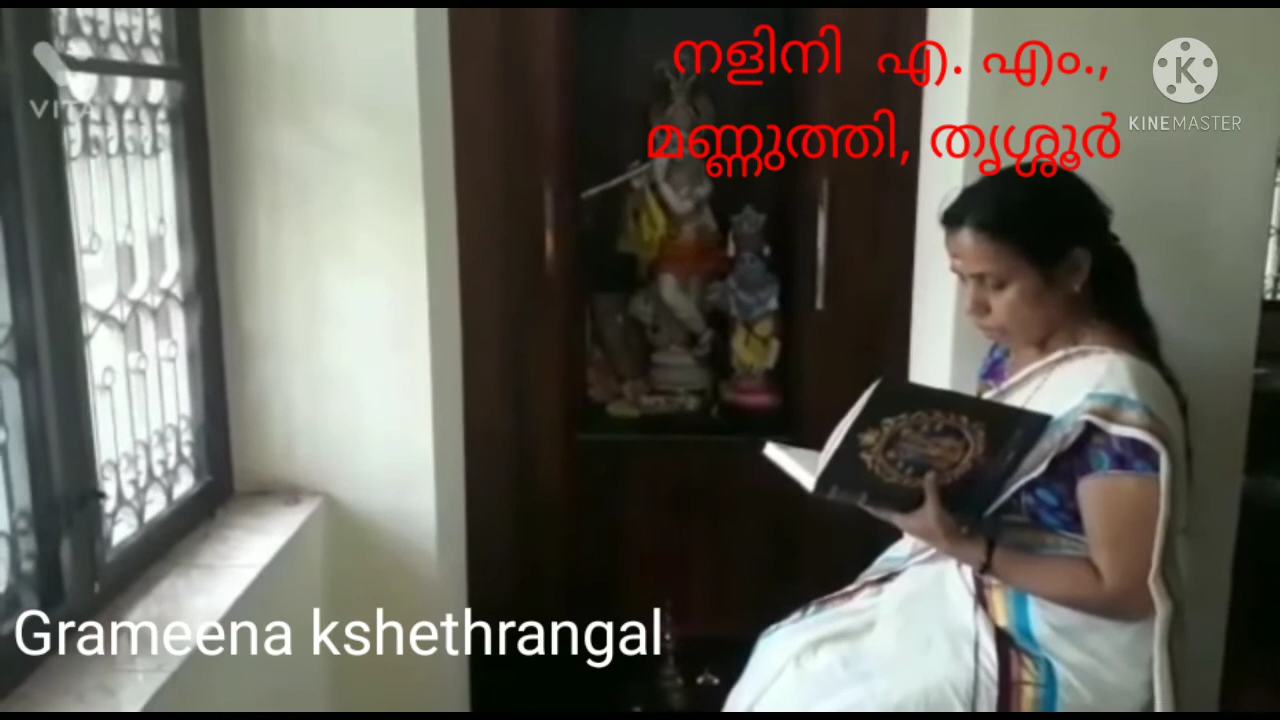 നളിനി എ. എം.,
മണ്ണുത്തി, തൃശ്ശൂർ
KINEMASTER
Grameena kshethrangal